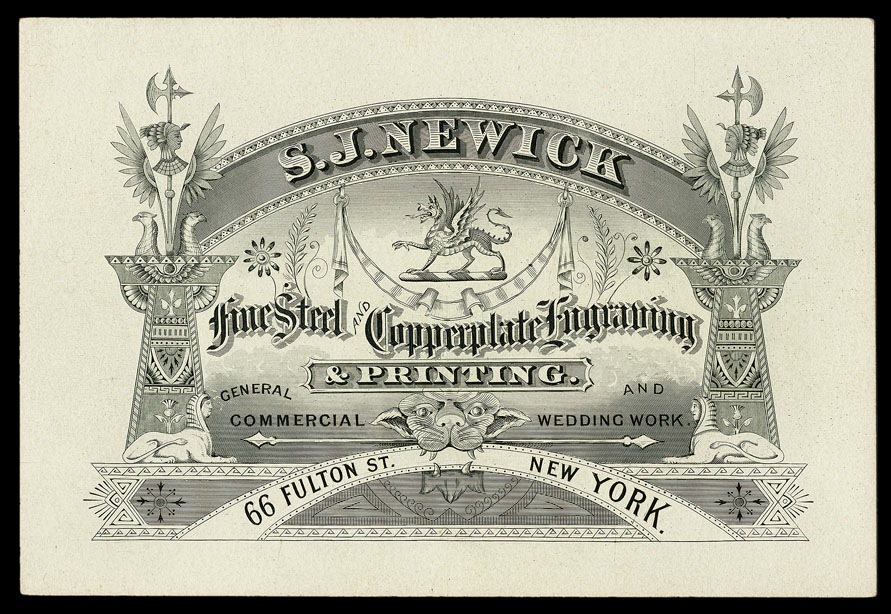 S.J.NEWICK
Fine Steel AND Copperplate Engraving
& PRINTING.
GENERAL AND
COMMERCIAL WEDDING WORK.
66 FULTON ST. NEW YORK.